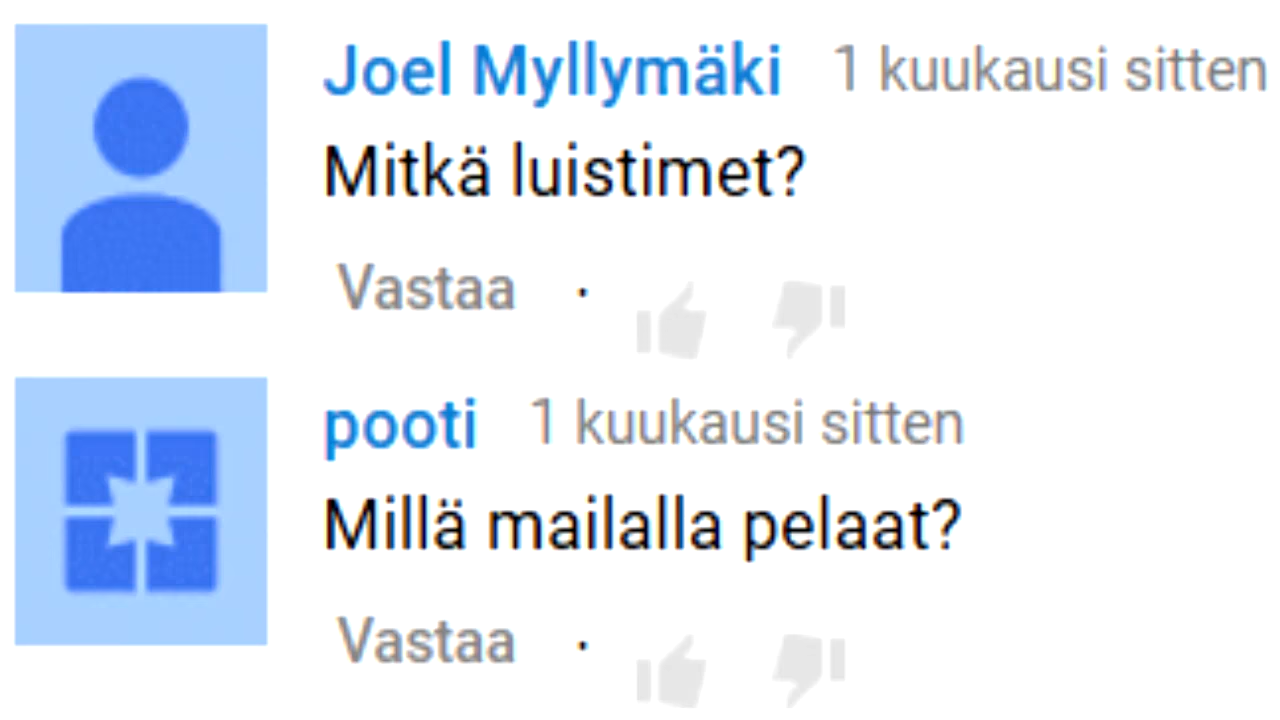 Joel Myllymäki 1 kuukausi sitten
Mitkä luistimet?
Vastaa ·
pooti 1 kuukausi sitten
Millä mailalla pelaat?
Vastaa ·